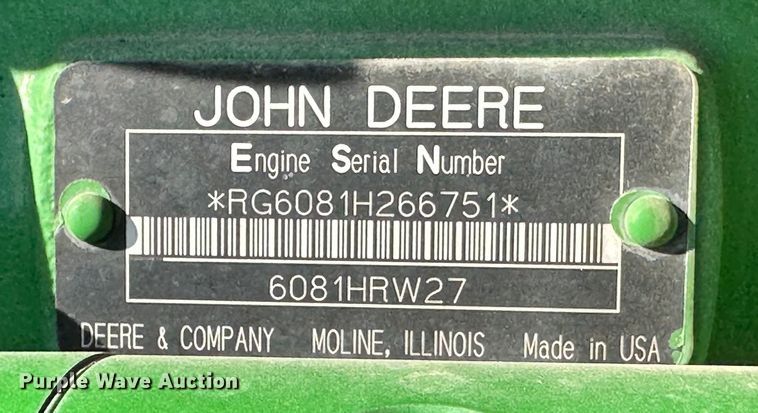 JOHN DEERE
Engine Serial Number
*RG6081H266751*
6081HRW27
DEERE & COMPANY MOLINE, ILLINOIS Made in USA
Purple Wave Auction